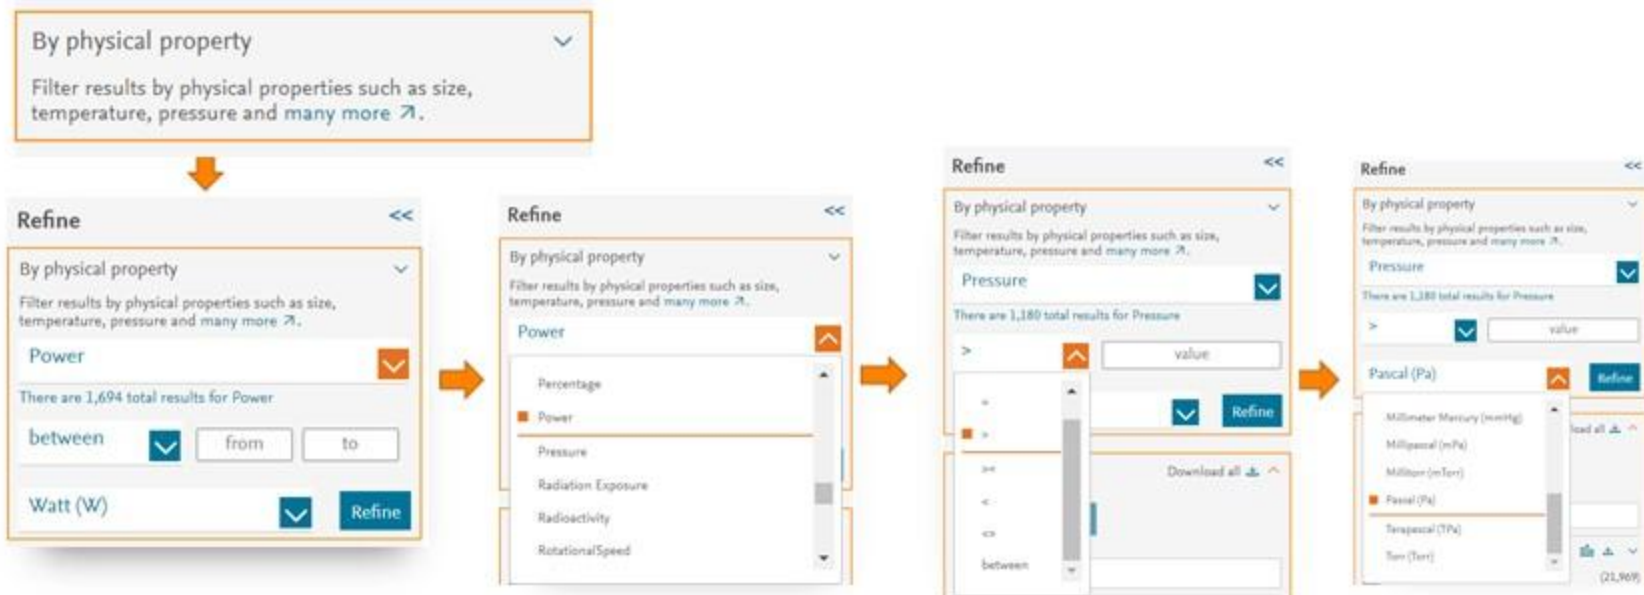 By physical property
Filter results by physical properties such as size,
temperature, pressure and many more ↗.
Refine <<
By physical property
Filter results by physical properties such as size,
temperature, pressure and many more ↗.
Power
There are 1,694 total results for Power
between from to
Watt (W) Refine
Refine <<
By physical property
Filter results by physical properties such as size,
temperature, pressure and many more ↗.
Power
Percentage
Power
Pressure
Radiation Exposure
Radioactivity
RotationalSpeed
Refine <<
By physical property
Filter results by physical properties such as size,
temperature, pressure and many more ↗.
Pressure
There are 1,180 total results for Pressure
> value
Refine
=
>
>=
<
Download all
between
Refine <<
By physical property
Filter results by physical properties such as size,
temperature, pressure and many more ↗.
Pressure
There are 1,180 total results for Pressure
> value
Pascal (Pa) Refine
Millimeter Mercury (mmHg)
Millipascal (mPa)
Millitorr (mTorr)
Pascal (Pa)
Terapascal (TPa)
Torr (Torr)
load all
(21,969)